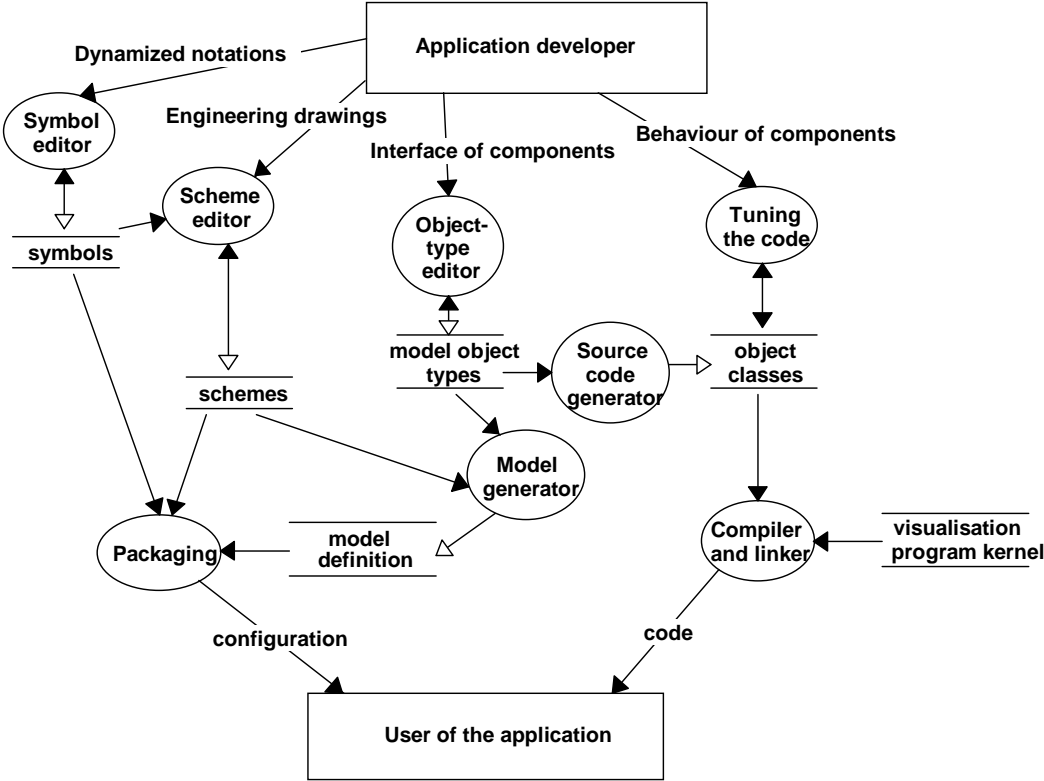 Application developer
Dynamized notations
Engineering drawings
Interface of components
Behaviour of components
Symbol
editor
Scheme
editor
Object-
type
editor
Tuning
the code
symbols
model object
types
Source
code
generator
object
classes
schemes
Model
generator
Packaging
model
definition
Compiler
and linker
visualisation
program kernel
configuration
code
User of the application